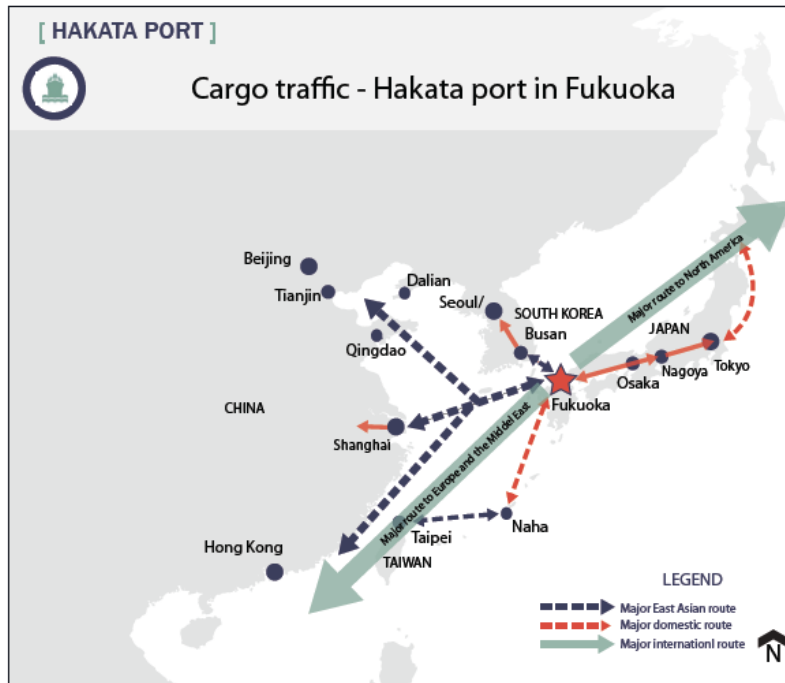 [ HAKATA PORT ]
Cargo traffic - Hakata port in Fukuoka
Beijing
Tianjin
Dalian
Seoul/
SOUTH KOREA
Busan
Qingdao
Major route to North America
JAPAN
Tokyo
Nagoya
Osaka
Fukuoka
CHINA
Shanghai
Major route to Europe and the Middel East
Naha
Taipei
TAIWAN
Hong Kong
LEGEND
Major East Asian route
Major domestic route
Major internationl route
N